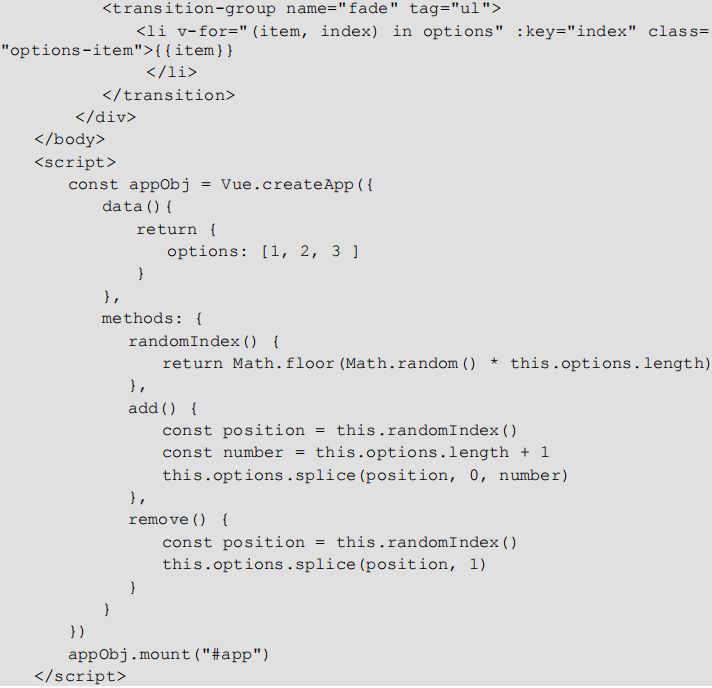 <transition-group name="fade" tag="ul">
<li v-for="(item, index) in options" :key="index" class=
"options-item">{{item}}
</li>
</transition>
</div>
</body>
<script>
const appObj = Vue.createApp({
data(){
return {
options: [1, 2, 3 ]
}
},
methods: {
randomIndex() {
return Math.floor(Math.random() * this.options.length)
},
add() {
const position = this.randomIndex()
const number = this.options.length + 1
this.options.splice(position, 0, number)
},
remove() {
const position = this.randomIndex()
this.options.splice(position, 1)
}
}
})
appObj.mount("#app")
</script>